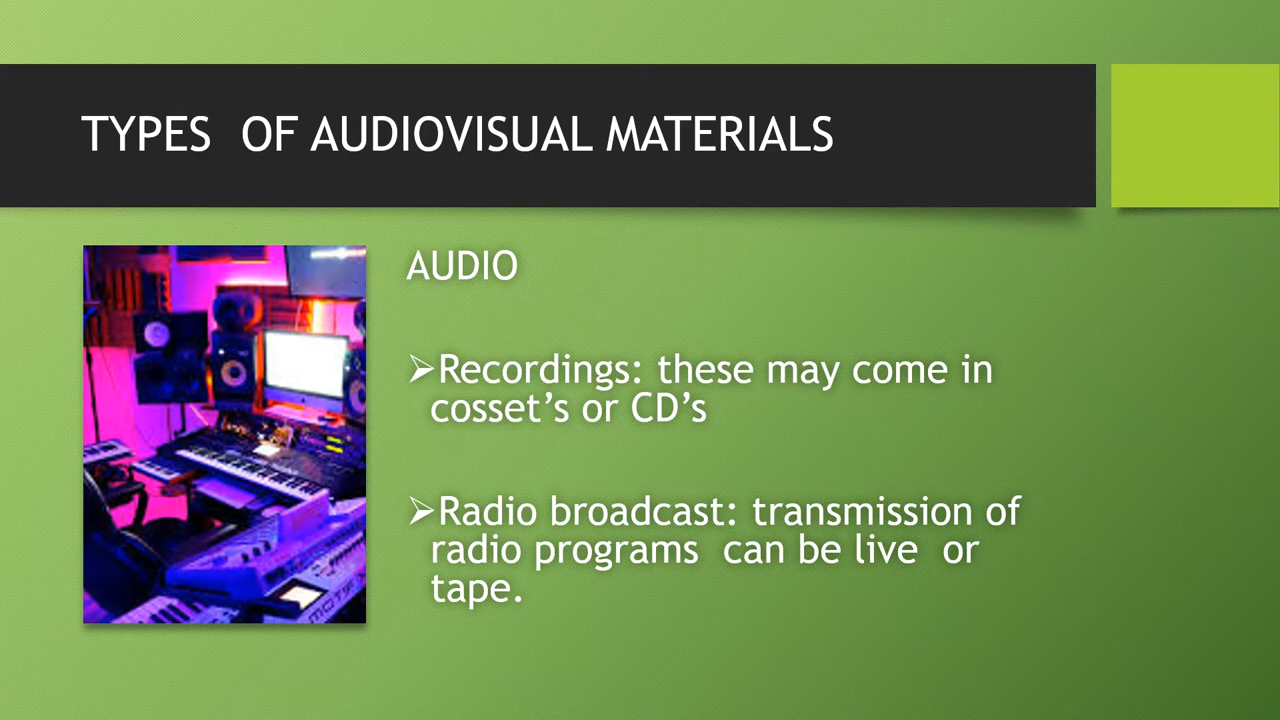 TYPES  OF AUDIOVISUAL MATERIALS
AUDIO
➢Recordings: these may come in
cosset’s or CD’s
➢Radio broadcast: transmission of
radio programs  can be live  or
tape.
MOTIF